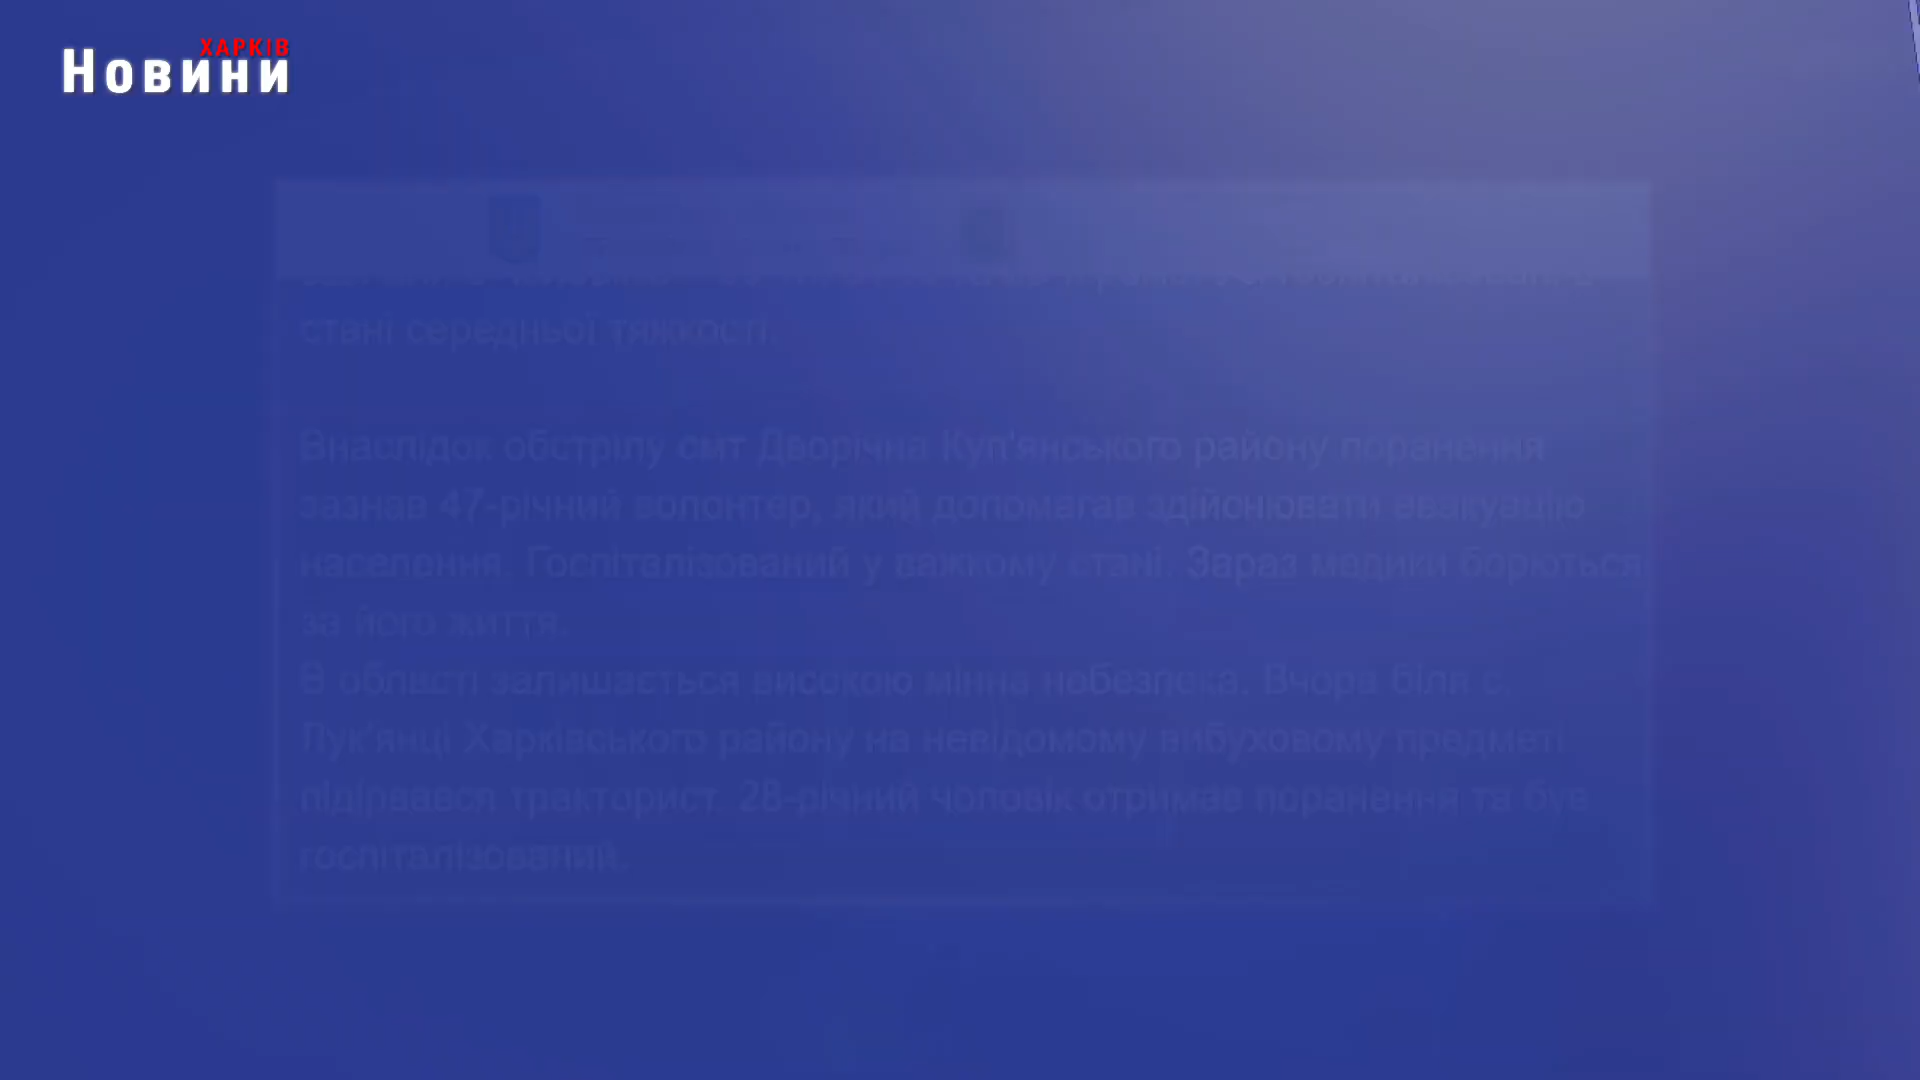 ХАРКІВ
Новини
стані середньої тяжкості.
Внаслідок обстрілу смт Дворічна Куп'янського району поранення
зазнав 47-річний волонтер, який допомагав здійснювати евакуацію
населення. Госпіталізований у важкому стані. Зараз медики борються
за його життя.
В області залишається високою мінна небезпека. Вчора біля с.
Лук'янці Харківського району на невідомому вибуховому предметі
підірвався тракторист. 28-річний чоловік отримав поранення та був
госпіталізований.